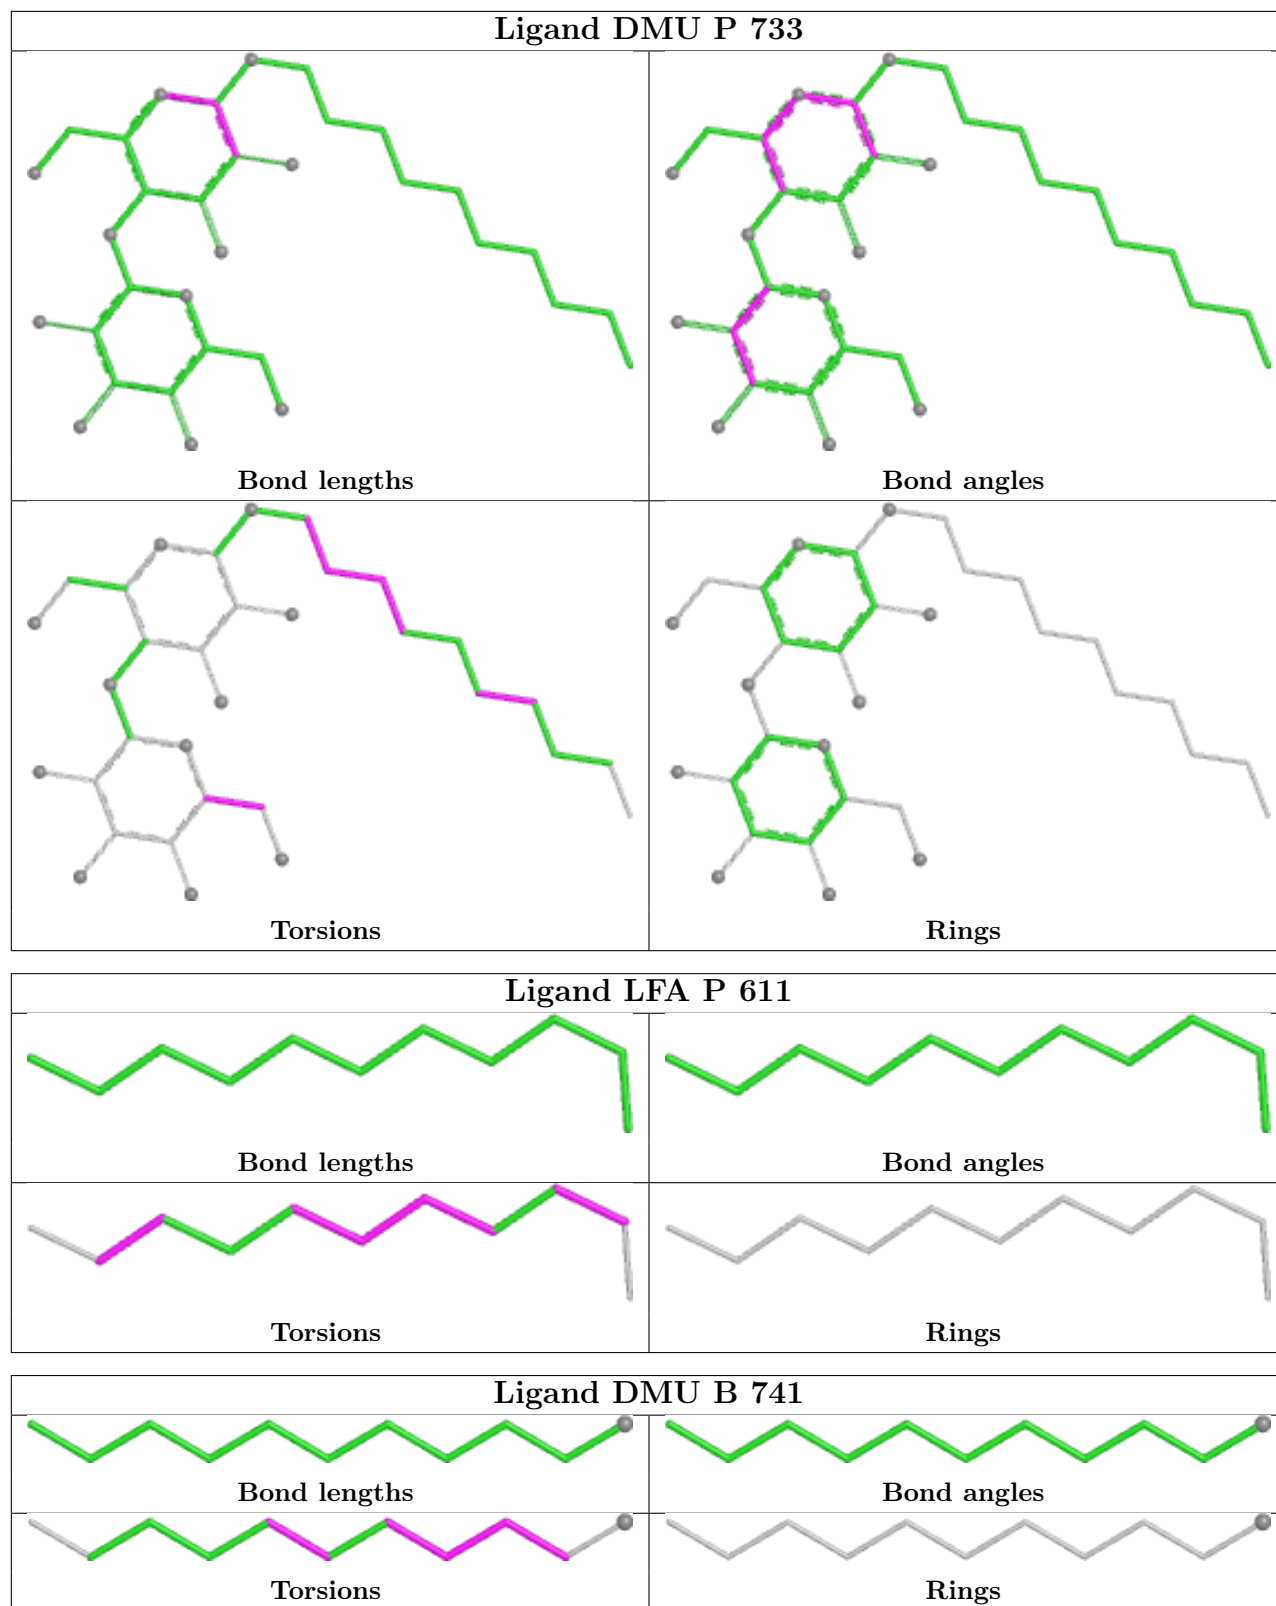 Ligand DMU P 733
Bond lengths
Bond angles
Torsions
Rings
Ligand LFA P 611
Bond lengths
Bond angles
Torsions
Rings
Ligand DMU B 741
Bond lengths
Bond angles
Torsions
Rings